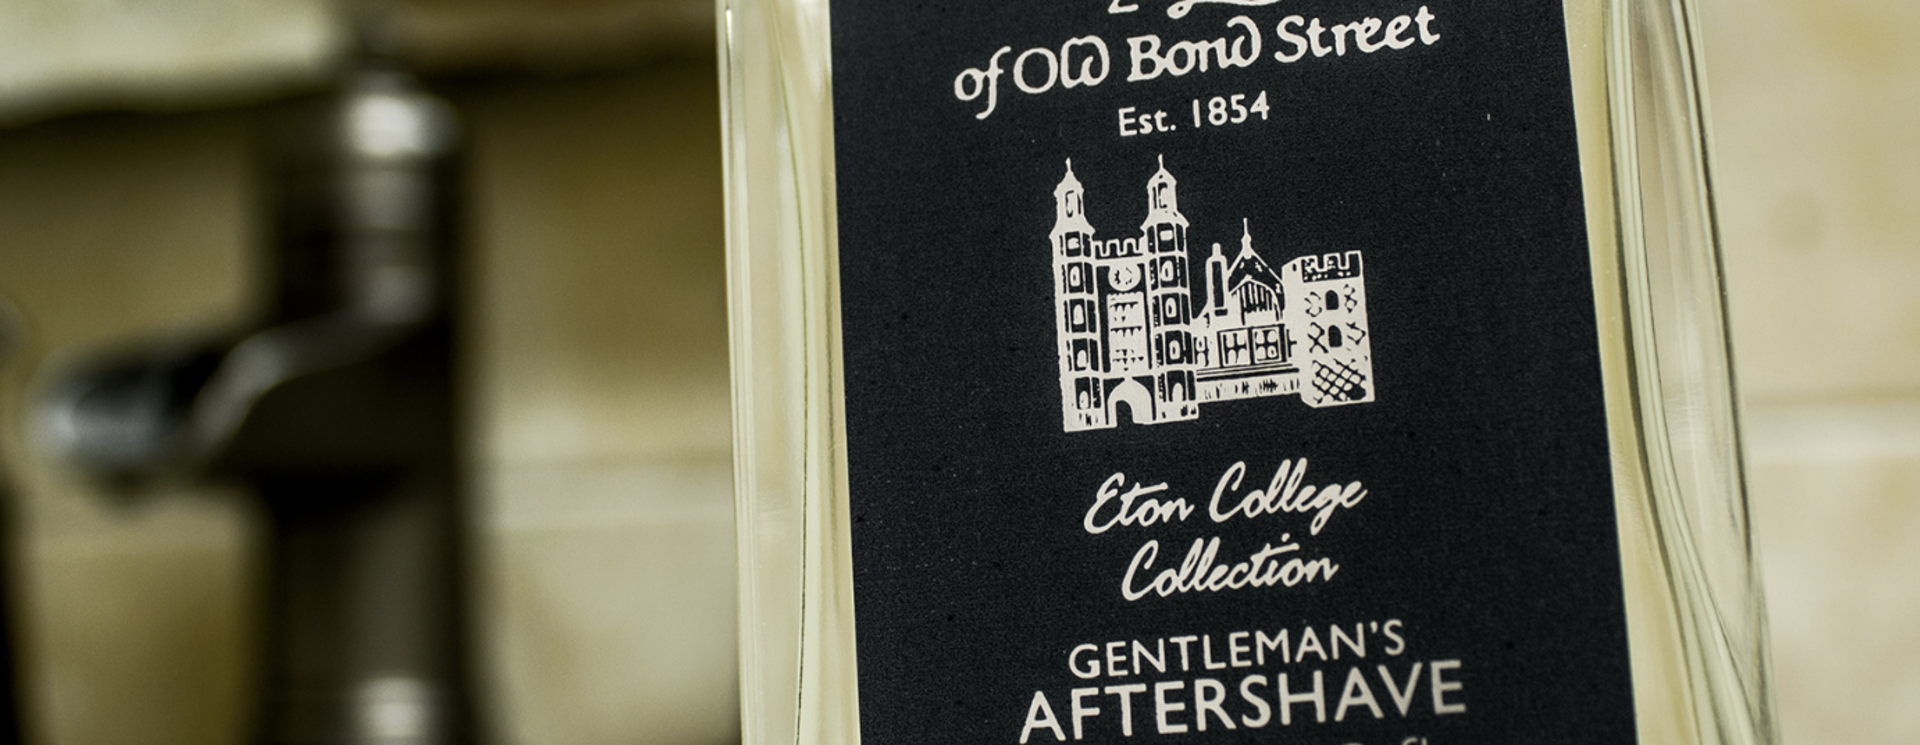 of Old Bond Street
Est. 1854
Eton College
Collection
GENTLEMAN'S
AFTERSHAVE